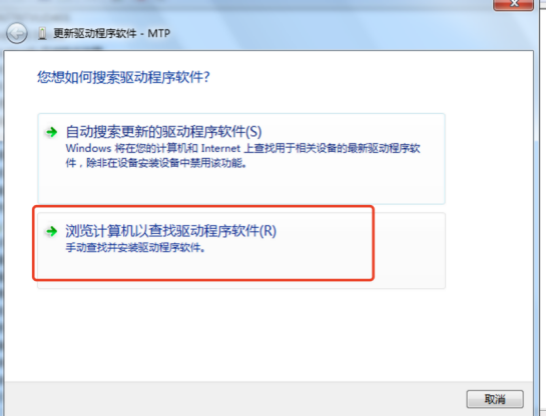 更新驱动程序软件 - MTP
您想如何搜索驱动程序软件?
自动搜索更新的驱动程序软件(S)
Windows 将在您的计算机和 Internet 上查找用于相关设备的最新驱动程序软
件，除非在设备安装设置中禁用该功能。
浏览计算机以查找驱动程序软件(R)
手动查找并安装驱动程序软件。
取消